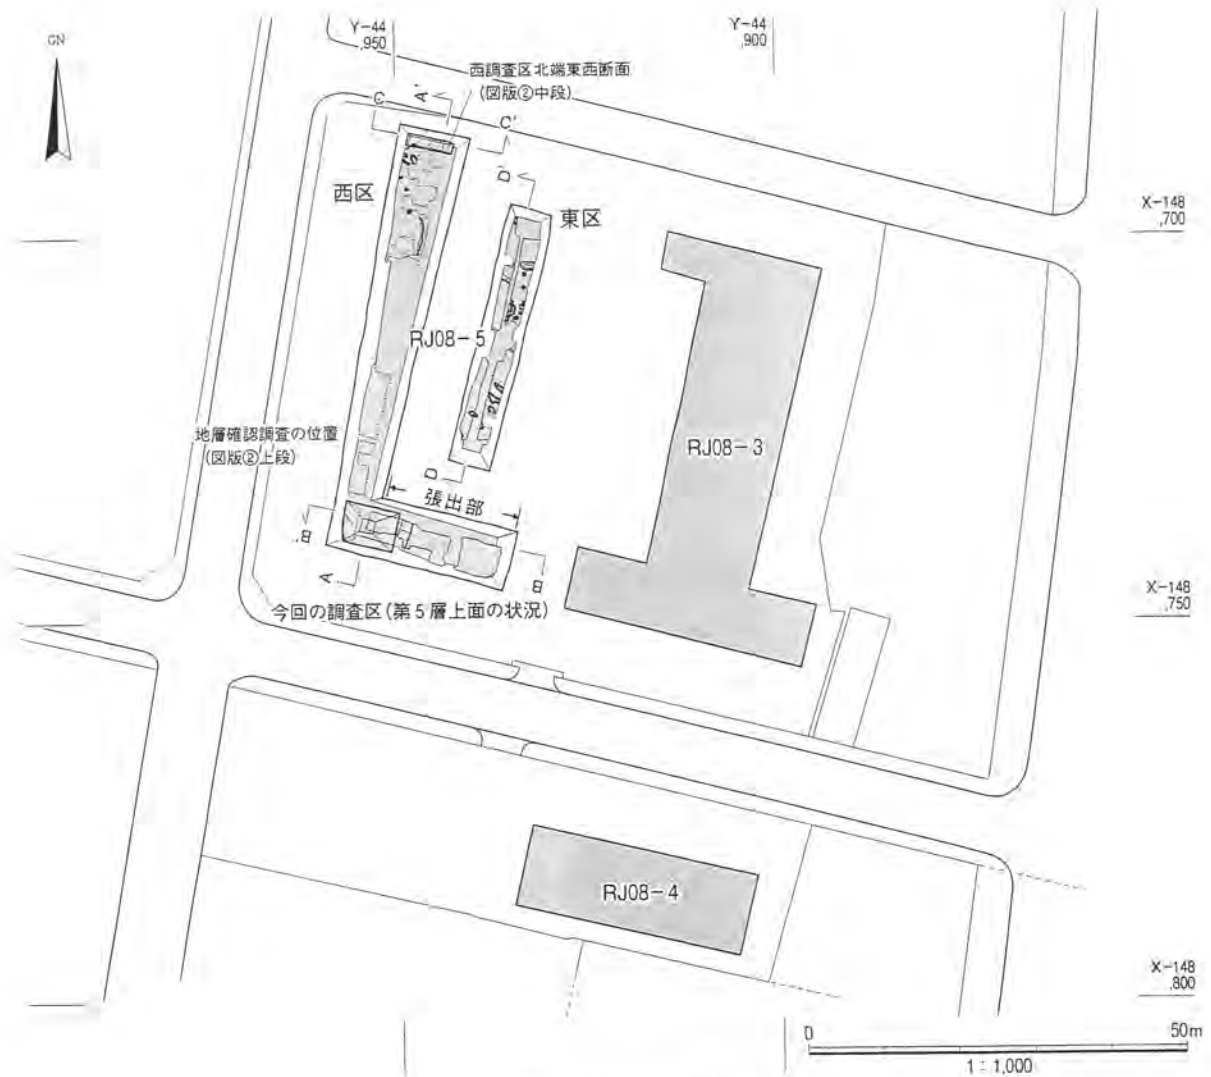 GN
Y-44
,950
Y-44
,900
西調査区北端東西断面
(図版②中段)
C
A'
C'
D'
西区
東区
X-148
,700
RJ08-5
RJ08-3
地層確認調査の位置
(図版②上段)
D
張出部
B'
A
B
今回の調査区(第5層上面の状況)
X-148
,750
RJ08-4
X-148
,800
0
50m
1:1,000